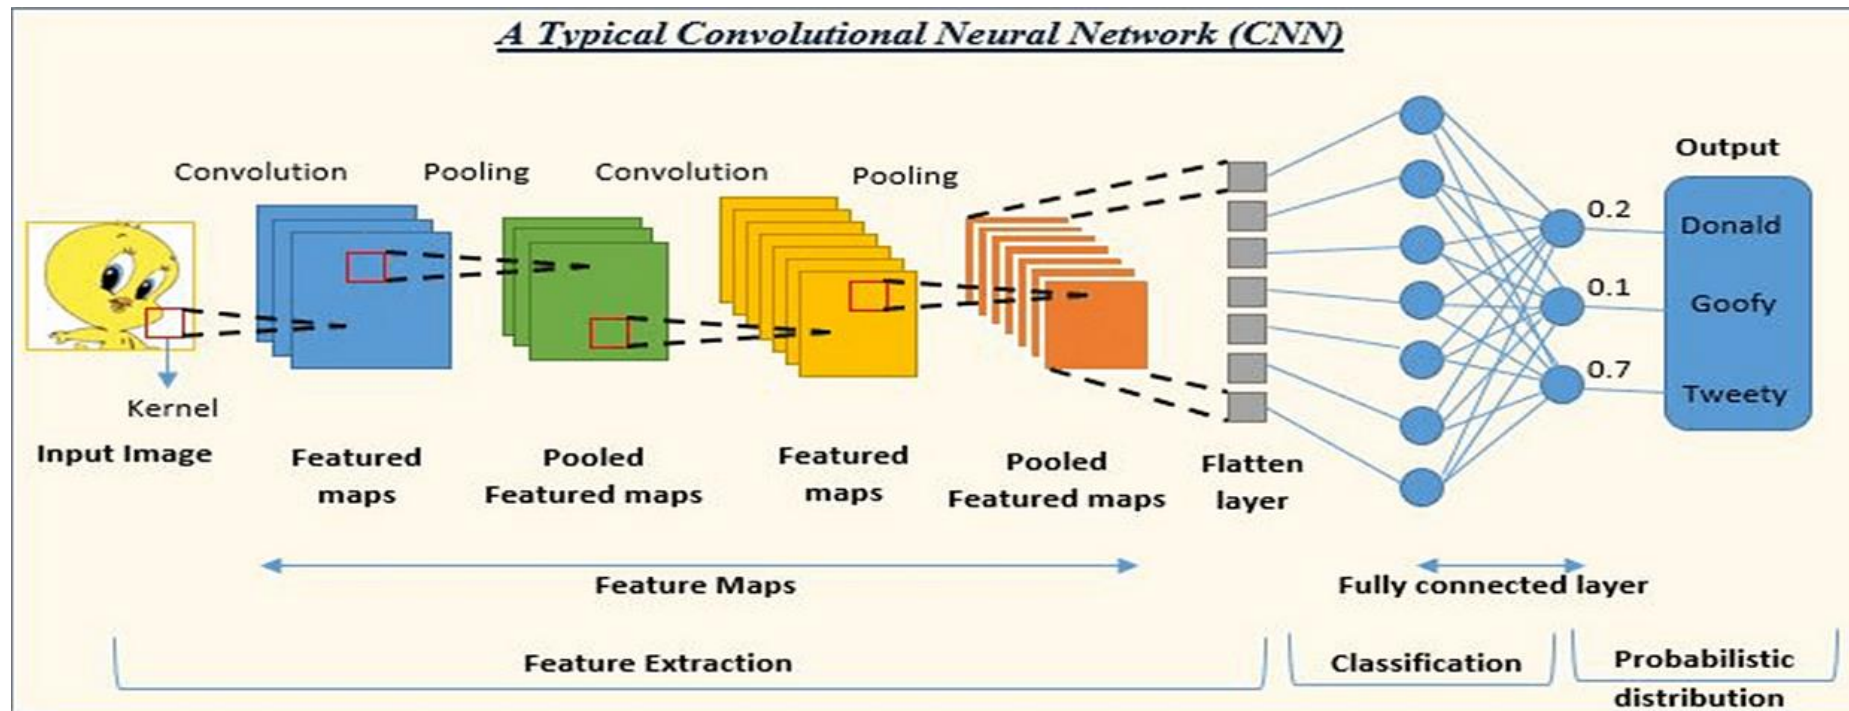 A Typical Convolutional Neural Network (CNN)
Convolution
Pooling
Convolution
Pooling
Output
0.2
Donald
0.1
Goofy
0.7
Tweety
Kernel
Input Image
Featured
maps
Pooled
Featured maps
Featured
maps
Pooled
Featured maps
Flatten
layer
Feature Maps
Fully connected layer
Feature Extraction
Classification
Probabilistic
distribution